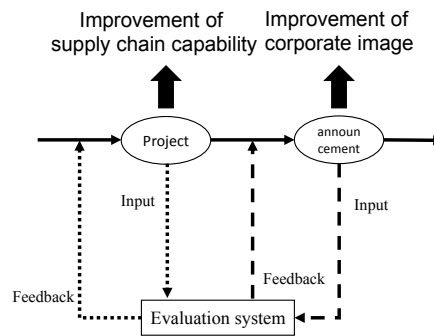 Improvement of
supply chain capability
Improvement of
corporate image
Project
announ
cement
Input
Input
Feedback
Feedback
Evaluation system